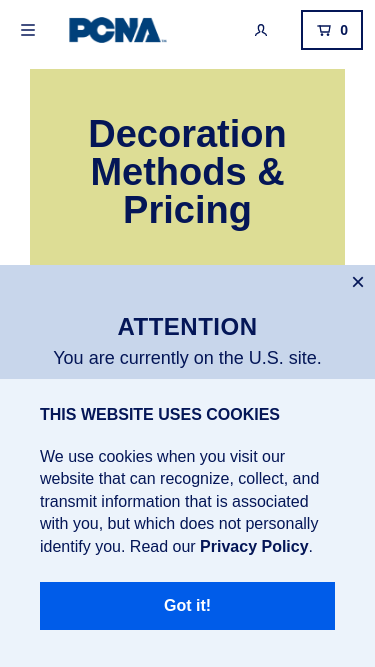 PCNA
0
Decoration
Methods &
Pricing
ATTENTION
You are currently on the U.S. site.
THIS WEBSITE USES COOKIES
We use cookies when you visit our
website that can recognize, collect, and
transmit information that is associated
with you, but which does not personally
identify you. Read our Privacy Policy.
Got it!